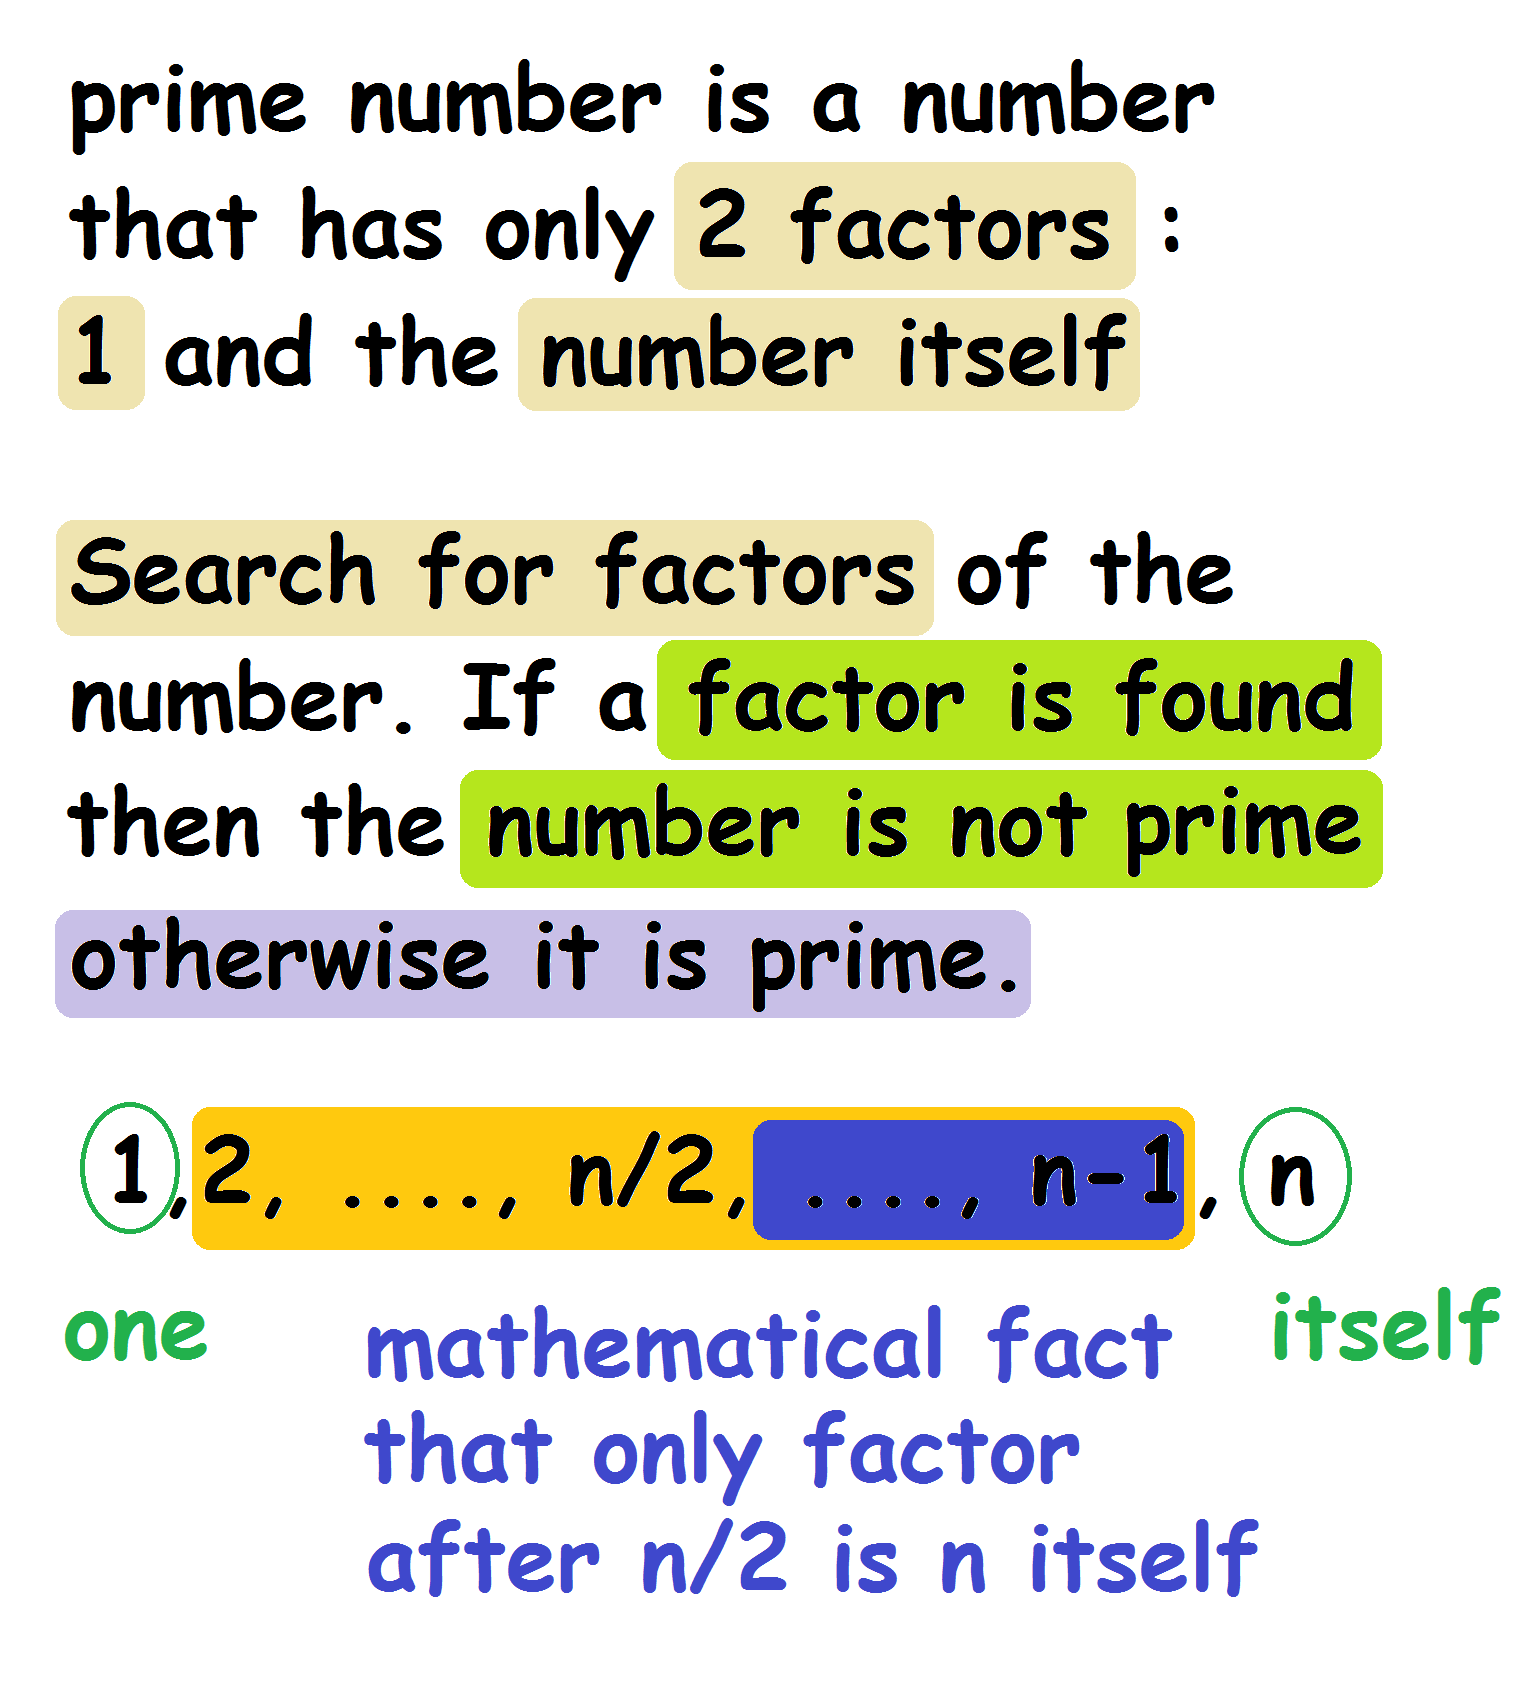 prime number is a number
that has only 2 factors :
1 and the number itself
Search for factors of the
number. If a factor is found
then the number is not prime
otherwise it is prime.
1,2, ...., n/2, ...., n-1, n
one
itself
mathematical fact
that only factor
after n/2 is n itself